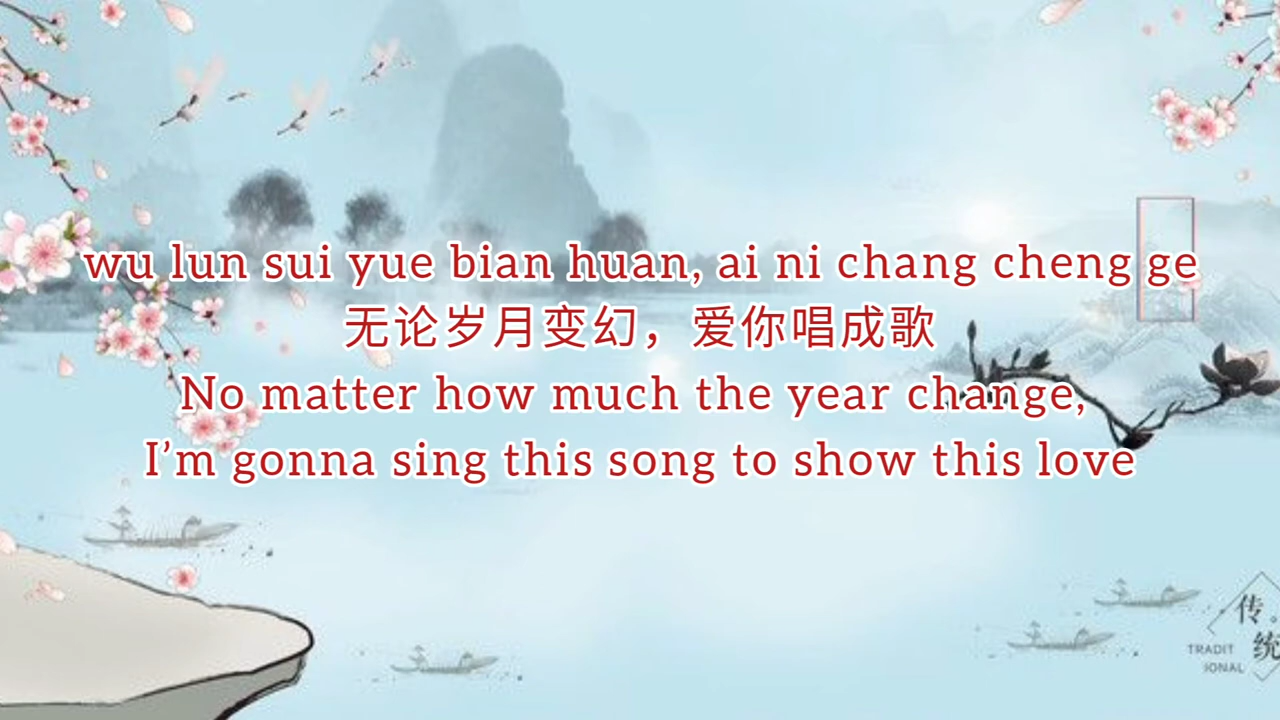 wu lun sui yue bian huan, ai ni chang cheng ge
无论岁月变幻，爱你唱成歌
No matter how much the year change,
I’m gonna sing this song to show this love
传。
统
TRADIT
IONAL